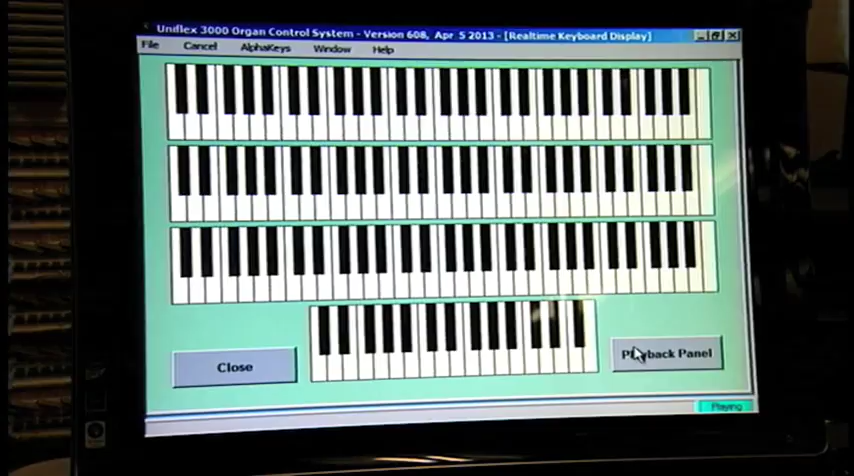 Uniflex 3000 Organ Control System - Version 608, Apr 5 2013 - [Realtime Keyboard Display]
File Cancel AlphaKeys Window Help
Close
Playback Panel
Playing